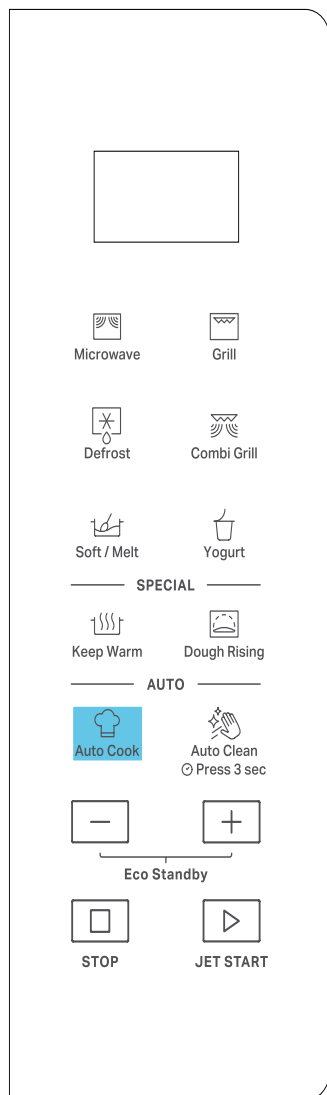 Microwave Grill
Defrost Combi Grill
Soft / Melt Yogurt
SPECIAL
Keep Warm Dough Rising
AUTO
Auto Cook Auto Clean
Press 3 sec
Eco Standby
STOP JET START